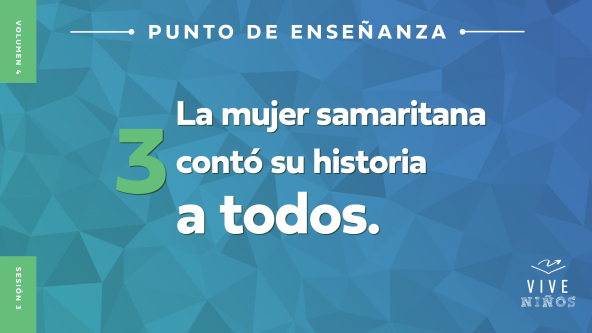 VOLUMEN 4
PUNTO DE ENSEÑANZA
3
La mujer samaritana
contó su historia
a todos.
SESIÓN 3
VIVE
NIÑOS